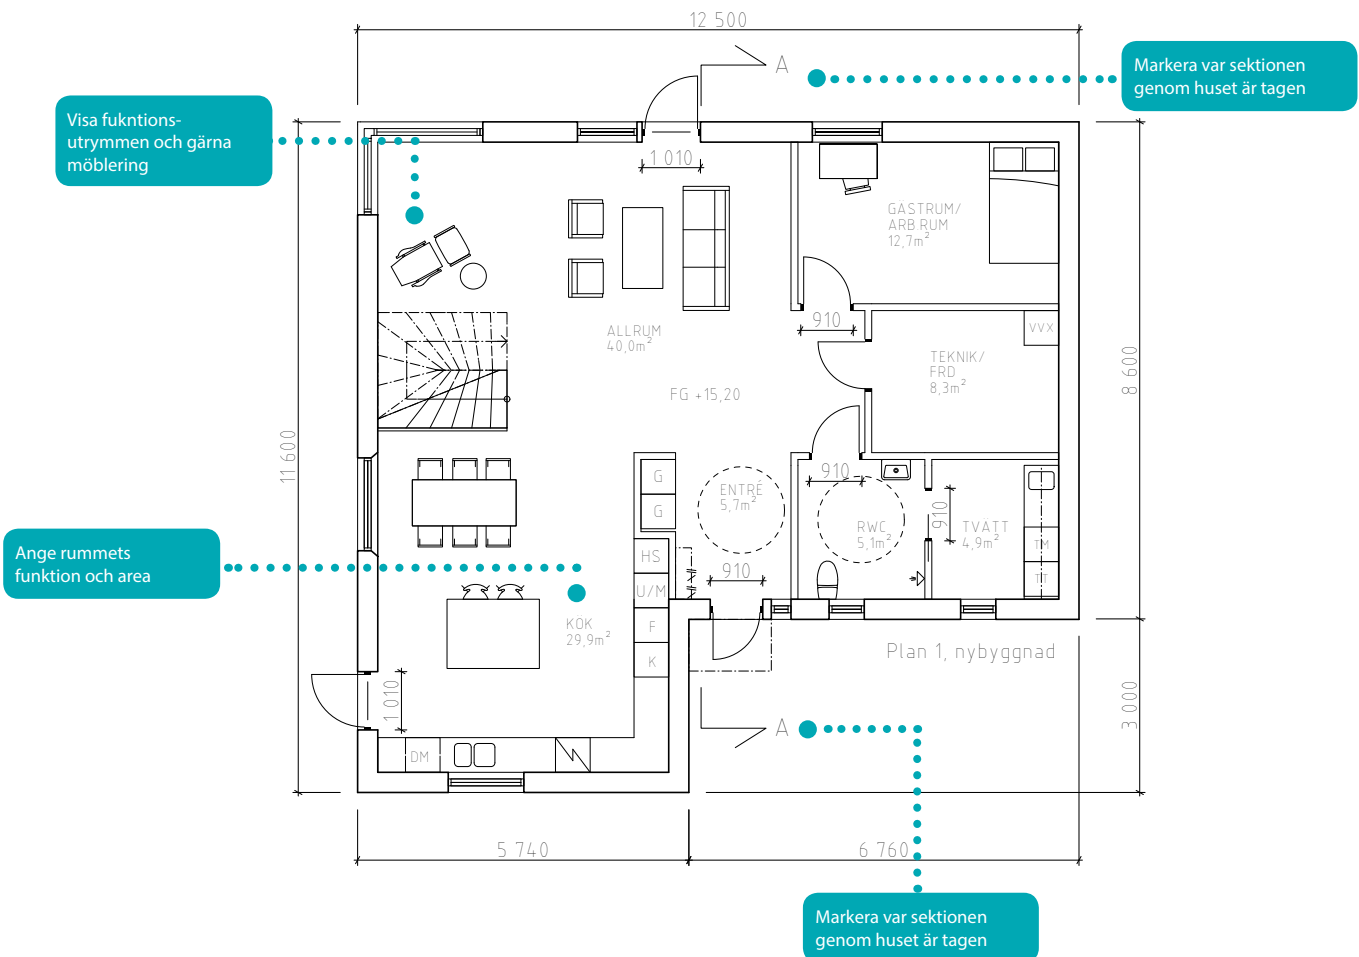 12 500
A
Markera var sektionen
genom huset är tagen
Visa fukntions-
utrymmen och gärna
möblering
1 010
GÄSTRUM/
ARB RUM
12,7m²
910
VVX
ALLRUM
40,0m²
TEKNIK/
FRD
8,3m²
8 600
FG +15,20
11 600
G
G
ENTRÉ
5,7m²
910
RWC
5,1m²
910
TVÄTT
4,9m²
TM
TT
Ange rummets
funktion och area
HS
U/M
F
K
910
KÖK
29,9m²
Plan 1, nybyggnad
1 010
3 000
A
DM
5 740
6 760
Markera var sektionen
genom huset är tagen